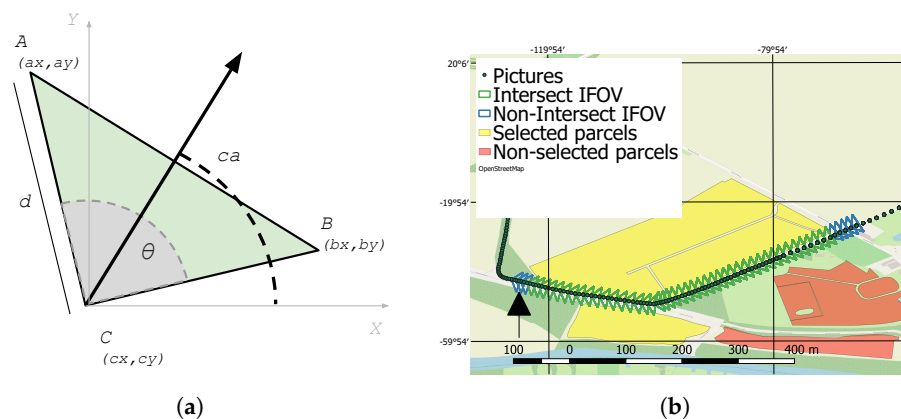 Y
A
(ax,ay)
ca
d
B
(bx,by)
θ
X
C
(cx,cy)
(a)
-119°54′
-79°54′
20°6′
Pictures
Intersect IFOV
Non-Intersect IFOV
Selected parcels
Non-selected parcels
OpenStreetMap
-19°54′
-59°54′
100 0 100 200 300 400 m
(b)